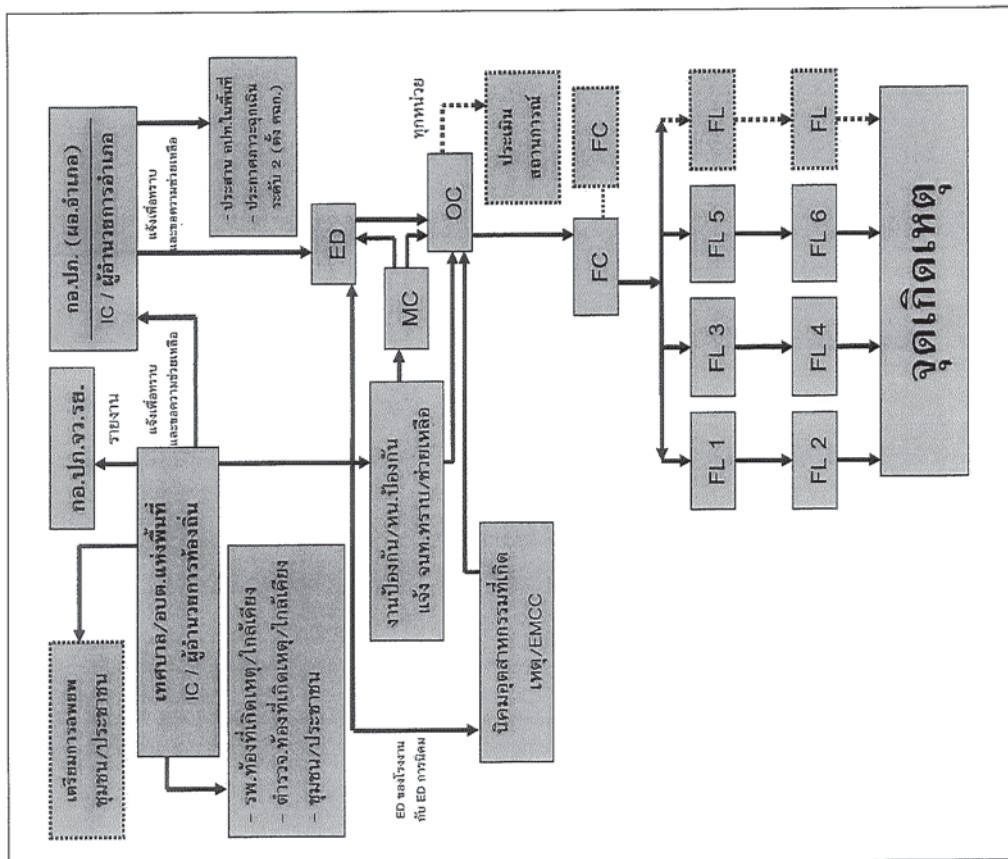 เตรียมการอพยพ
ชุมชน/ประชาชน
กอ.ปภ.จว.รย.
รายงาน
กอ.ปภ. (ผอ.อำเภอ)
IC / ผู้อำนวยการอำเภอ
แจ้งเพื่อทราบ
และขอความช่วยเหลือ
เทศบาล/อบต.แห่งพื้นที่
IC / ผู้อำนวยการท้องถิ่น
แจ้งเพื่อทราบ
และขอความช่วยเหลือ
- ประสาน อปท.ในพื้นที่
- ประกาศภาวะฉุกเฉิน
ระดับ 2 (ตั้ง ศฉก.)
- รพ.ท้องที่เกิดเหตุ/ใกล้เคียง
- ตำรวจ.ท้องที่เกิดเหตุ/ใกล้เคียง
- ชุมชน/ประชาชน
ED
ED ของโรงงาน
กับ ED การนิคม
งานป้องกัน/หน.ป้องกัน
แจ้ง จนท.ทราบ/ช่วยเหลือ
MC
OC
ทุกหน่วย
นิคมอุตสาหกรรมที่เกิด
เหตุ/EMCC
ประเมิน
สถานการณ์
FC
FC
FL 1
FL 3
FL 5
FL
FL 2
FL 4
FL 6
FL
จุดเกิดเหตุ